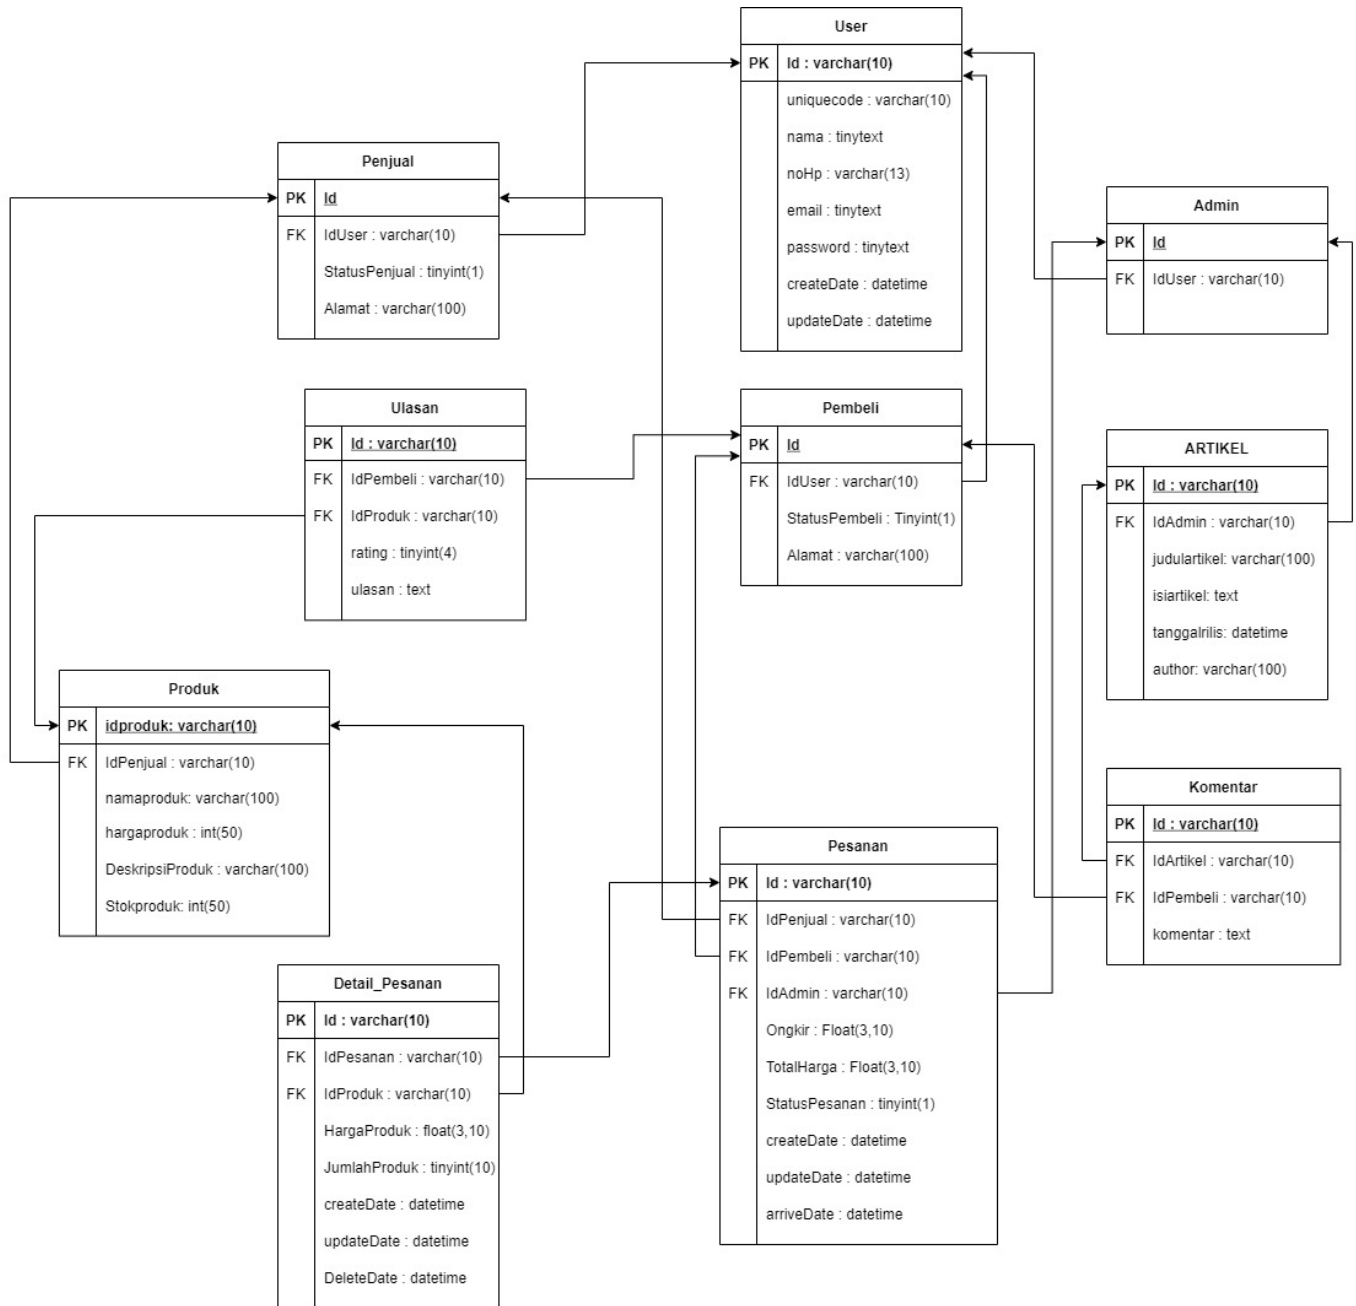 User
PK Id : varchar(10)
uniquecode : varchar(10)
nama : tinytext
noHp : varchar(13)
email : tinytext
password : tinytext
createDate : datetime
updateDate : datetime
Penjual
PK Id
FK IdUser : varchar(10)
StatusPenjual : tinyint(1)
Alamat : varchar(100)
Admin
PK Id
FK IdUser : varchar(10)
Ulasan
PK Id : varchar(10)
FK IdPembeli : varchar(10)
FK IdProduk : varchar(10)
rating : tinyint(4)
ulasan : text
Pembeli
PK Id
FK IdUser : varchar(10)
StatusPembeli : Tinyint(1)
Alamat : varchar(100)
ARTIKEL
PK Id : varchar(10)
FK IdAdmin : varchar(10)
judulartikel: varchar(100)
isiartikel: text
tanggalrilis: datetime
author: varchar(100)
Produk
PK idproduk: varchar(10)
FK IdPenjual : varchar(10)
namaproduk: varchar(100)
hargaproduk : int(50)
DeskripsiProduk : varchar(100)
Stokproduk: int(50)
Komentar
PK Id : varchar(10)
FK IdArtikel : varchar(10)
FK IdPembeli : varchar(10)
komentar : text
Pesanan
PK Id : varchar(10)
FK IdPenjual : varchar(10)
FK IdPembeli : varchar(10)
FK IdAdmin : varchar(10)
Ongkir : Float(3,10)
TotalHarga : Float(3,10)
StatusPesanan : tinyint(1)
createDate : datetime
updateDate : datetime
arriveDate : datetime
Detail_Pesanan
PK Id : varchar(10)
FK IdPesanan : varchar(10)
FK IdProduk : varchar(10)
HargaProduk : float(3,10)
JumlahProduk : tinyint(10)
createDate : datetime
updateDate : datetime
DeleteDate : datetime